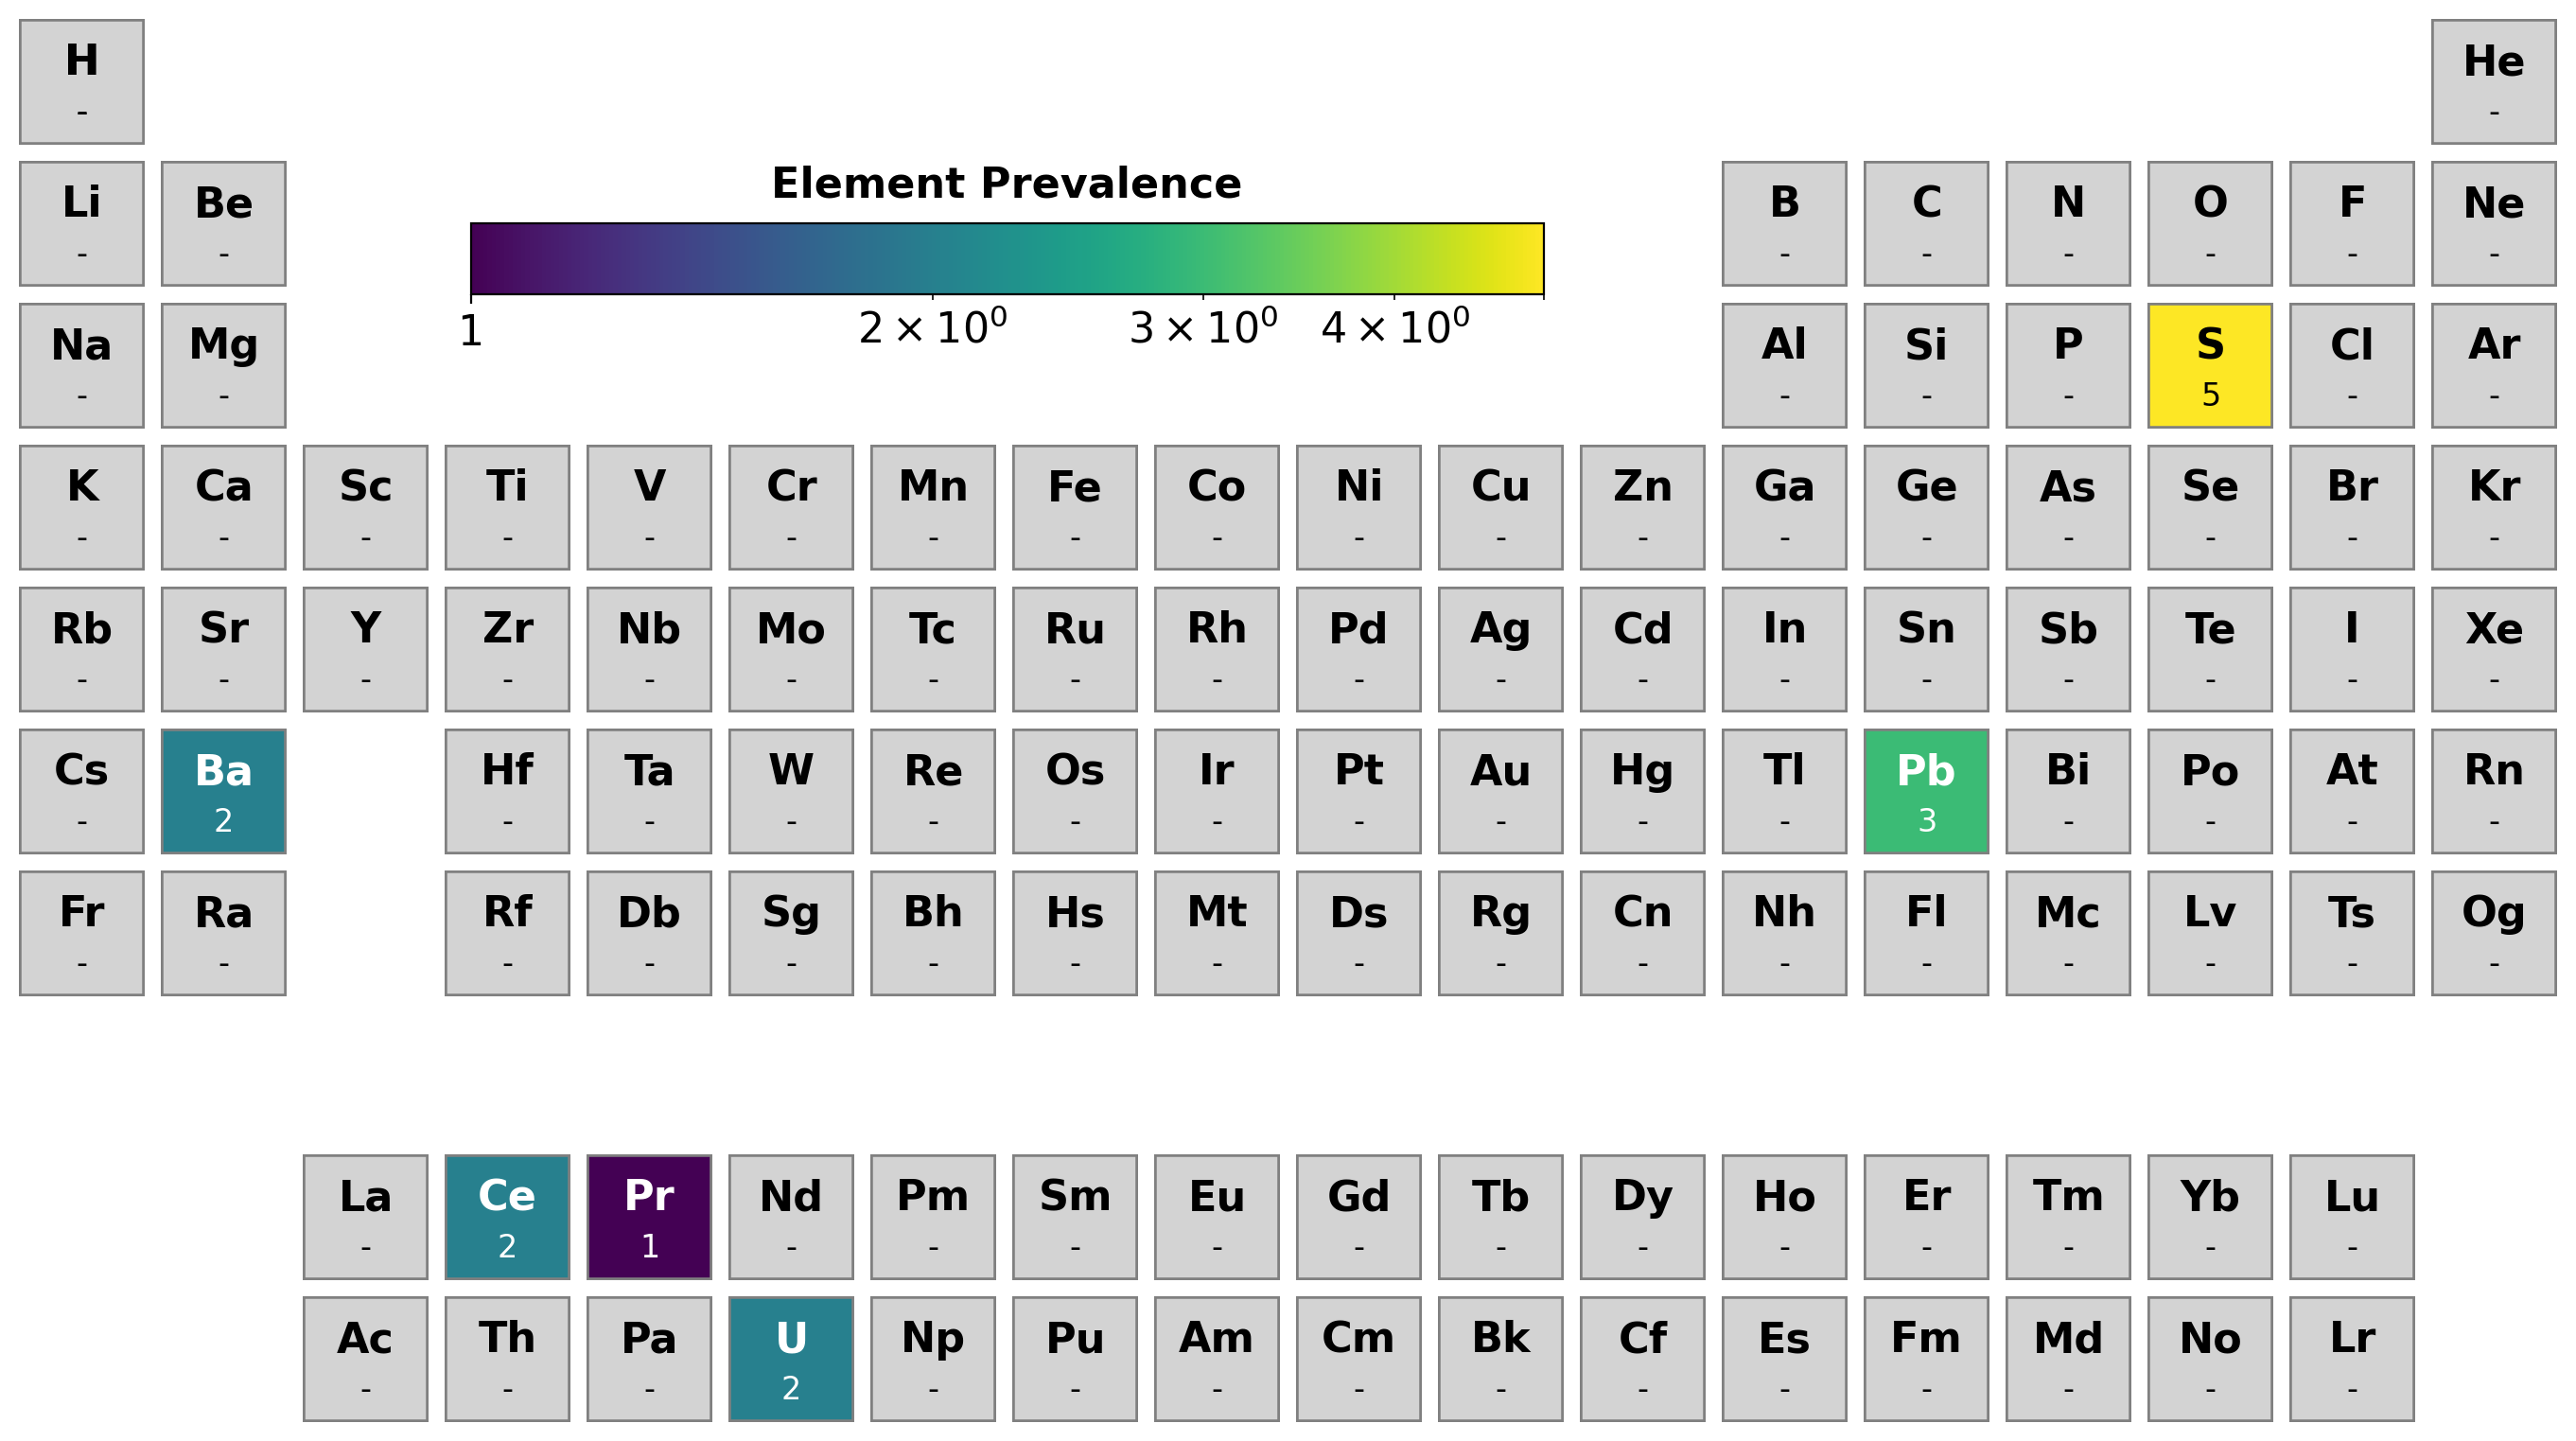 H He
- -
Element Prevalence
Li Be B C N O F Ne
- - - - - - - -
1 2 × 10⁰ 3 × 10⁰ 4 × 10⁰
Na Mg Al Si P S Cl Ar
- - - - - 5 - -
K Ca Sc Ti V Cr Mn Fe Co Ni Cu Zn Ga Ge As Se Br Kr
- - - - - - - - - - - - - - - - - -
Rb Sr Y Zr Nb Mo Tc Ru Rh Pd Ag Cd In Sn Sb Te I Xe
- - - - - - - - - - - - - - - - - -
Cs Ba Hf Ta W Re Os Ir Pt Au Hg Tl Pb Bi Po At Rn
- 2 - - - - - - - - - - 3 - - - -
Fr Ra Rf Db Sg Bh Hs Mt Ds Rg Cn Nh Fl Mc Lv Ts Og
- - - - - - - - - - - - - - - - -
La Ce Pr Nd Pm Sm Eu Gd Tb Dy Ho Er Tm Yb Lu
- 2 1 - - - - - - - - - - - -
Ac Th Pa U Np Pu Am Cm Bk Cf Es Fm Md No Lr
- - - 2 - - - - - - - - - - -